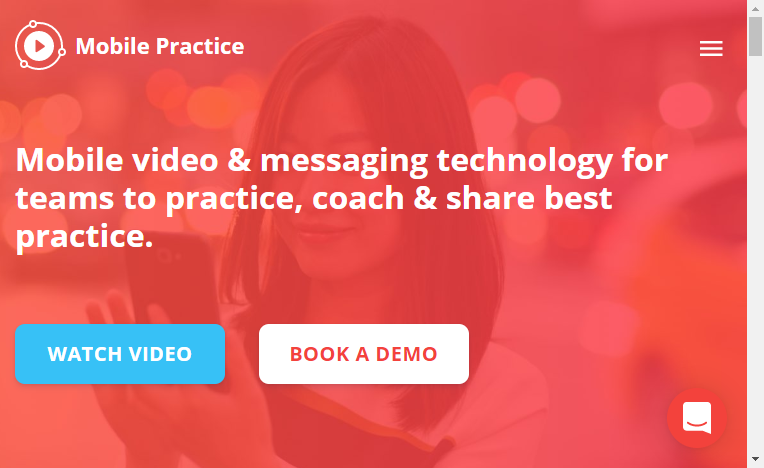 Mobile Practice
Mobile video & messaging technology for
teams to practice, coach & share best
practice.
WATCH VIDEO
BOOK A DEMO